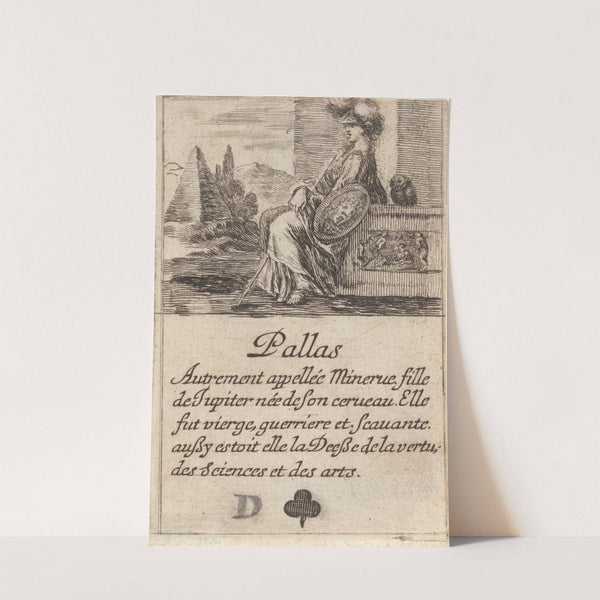 Pallas
Autrement appellée Minerue, fille
de Iupiter née de son cerueau. Elle
fut vierge, guerriere et scauante.
aussy estoit elle la Deesse de la vertu,
des Sciences et des arts.
D